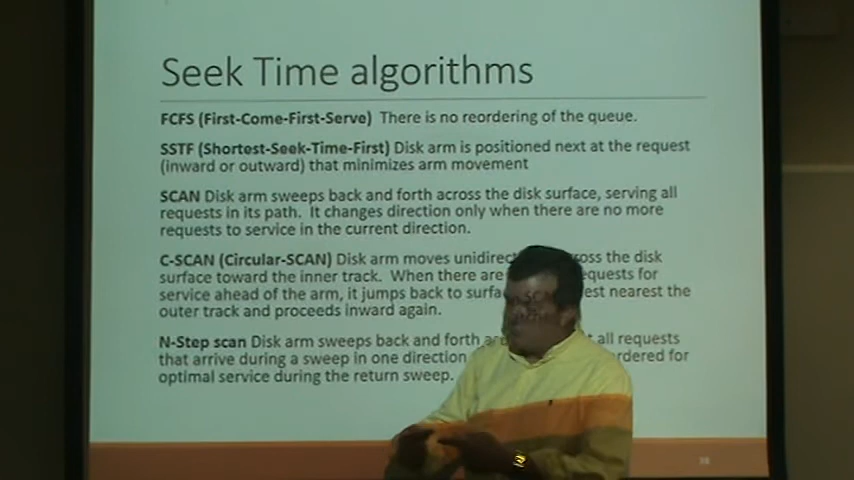 Seek Time algorithms
FCFS (First-Come-First-Serve) There is no reordering of the queue.
SSTF (Shortest-Seek-Time-First) Disk arm is positioned next at the request
(inward or outward) that minimizes arm movement
SCAN Disk arm sweeps back and forth across the disk surface, serving all
requests in its path. It changes direction only when there are no more
requests to service in the current direction.
C-SCAN (Circular-SCAN) Disk arm moves the disk
surface toward the inner track. When there are for
service ahead of the arm, it jumps back to nearest the
outer track and proceeds inward again.
N-Step scan Disk arm sweeps back and forth all requests
that arrive during a sweep in one direction for
optimal service during the return sweep.